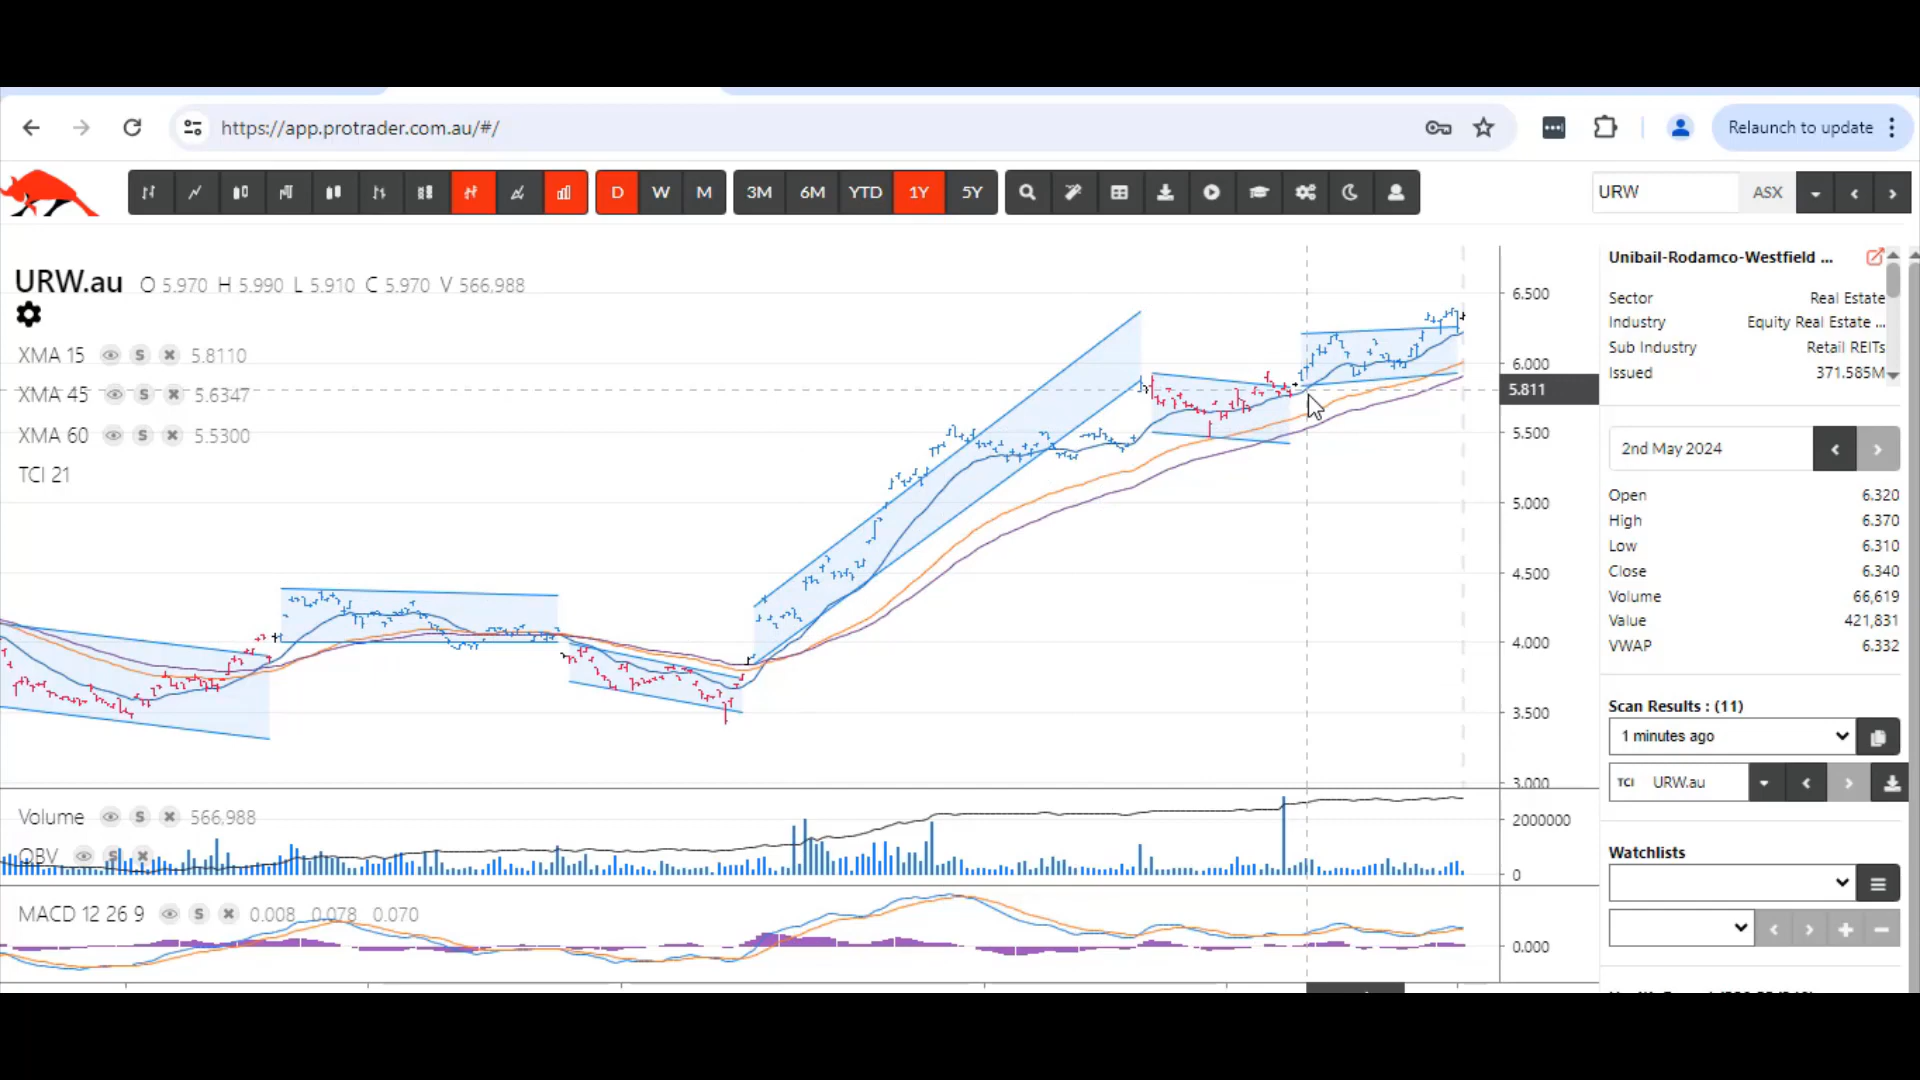 https://app.protrader.com.au/#/
Relaunch to update
D W M 3M 6M YTD 1Y 5Y
URW ASX
URW.au O 5.970 H 5.990 L 5.910 C 5.970 V 566,988
XMA 15 S 5.8110
XMA 45 S 5.6347
XMA 60 S 5.5300
TCI 21
6.500
6.000
5.811
5.500
5.000
4.500
4.000
3.500
3.000
Volume S 566,988
OBV S
2000000
0
MACD 12 26 9 S 0.008 0.078 0.070
0.000
Unibail-Rodamco-Westfield ...
Sector Real Estate
Industry Equity Real Estate ...
Sub Industry Retail REITs
Issued 371.585M
2nd May 2024
Open 6.320
High 6.370
Low 6.310
Close 6.340
Volume 66,619
Value 421,831
VWAP 6.332
Scan Results : (11)
1 minutes ago
TCI URW.au
Watchlists